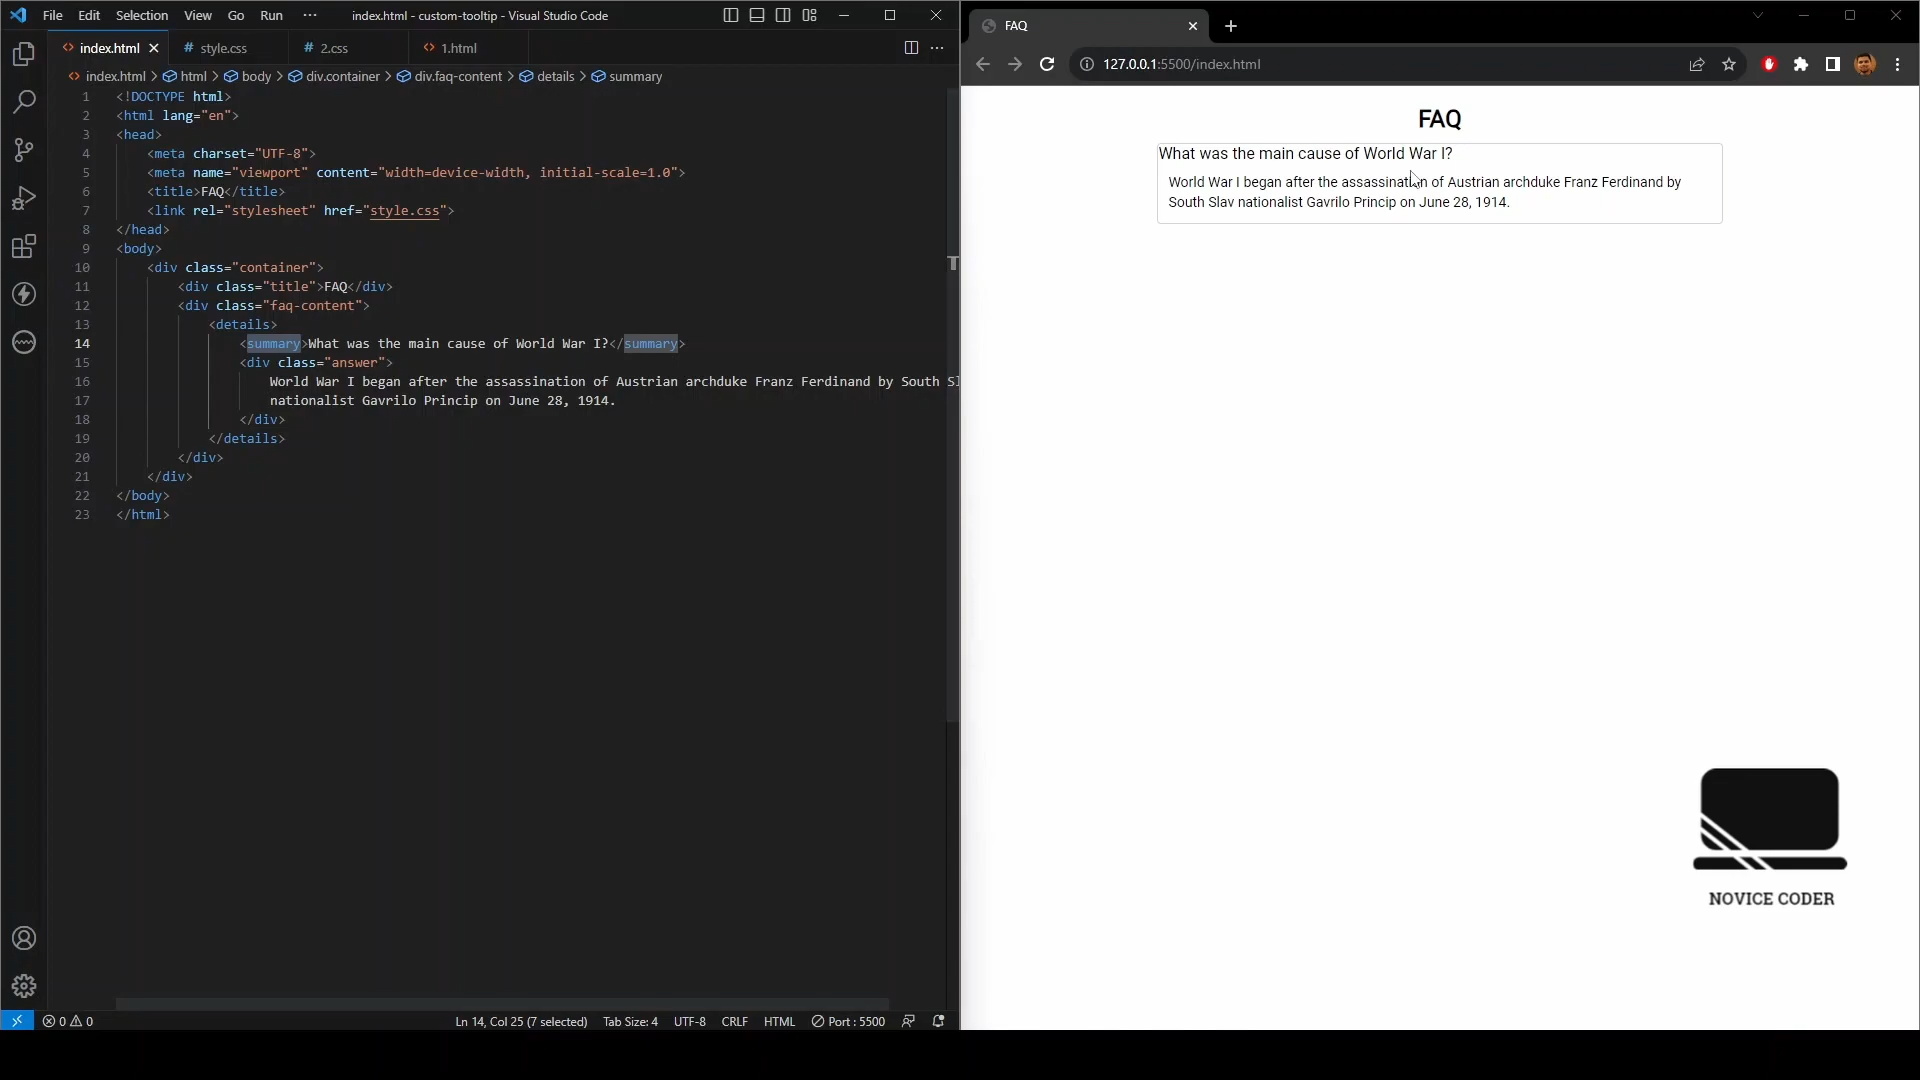 File Edit Selection View Go Run ··· index.html - custom-tooltip - Visual Studio Code
index.html style.css 2.css 1.html
index.html > html > body > div.container > div.faq-content > details > summary
1 <!DOCTYPE html>
2 <html lang="en">
3 <head>
4 <meta charset="UTF-8">
5 <meta name="viewport" content="width=device-width, initial-scale=1.0">
6 <title>FAQ</title>
7 <link rel="stylesheet" href="style.css">
8 </head>
9 <body>
10 <div class="container">
11 <div class="title">FAQ</div>
12 <div class="faq-content">
13 <details>
14 <summary>What was the main cause of World War I?</summary>
15 <div class="answer">
16 World War I began after the assassination of Austrian archduke Franz Ferdinand by South Sl
17 nationalist Gavrilo Princip on June 28, 1914.
18 </div>
19 </details>
20 </div>
21 </div>
22 </body>
23 </html>
0 0 Ln 14, Col 25 (7 selected) Tab Size: 4 UTF-8 CRLF HTML Port : 5500
FAQ
127.0.0.1:5500/index.html
FAQ
What was the main cause of World War I?
World War I began after the assassination of Austrian archduke Franz Ferdinand by
South Slav nationalist Gavrilo Princip on June 28, 1914.
NOVICE CODER